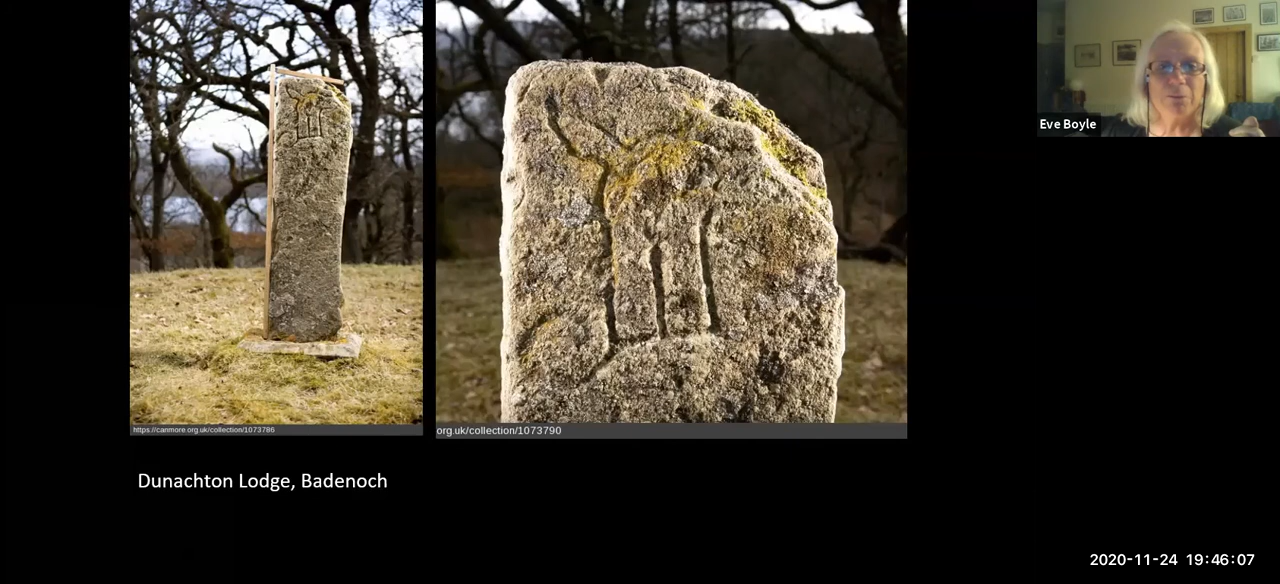 Eve Boyle
https://canmore.org.uk/collection/1073786
org.uk/collection/1073790
Dunachton Lodge, Badenoch
2020-11-24 19:46:07